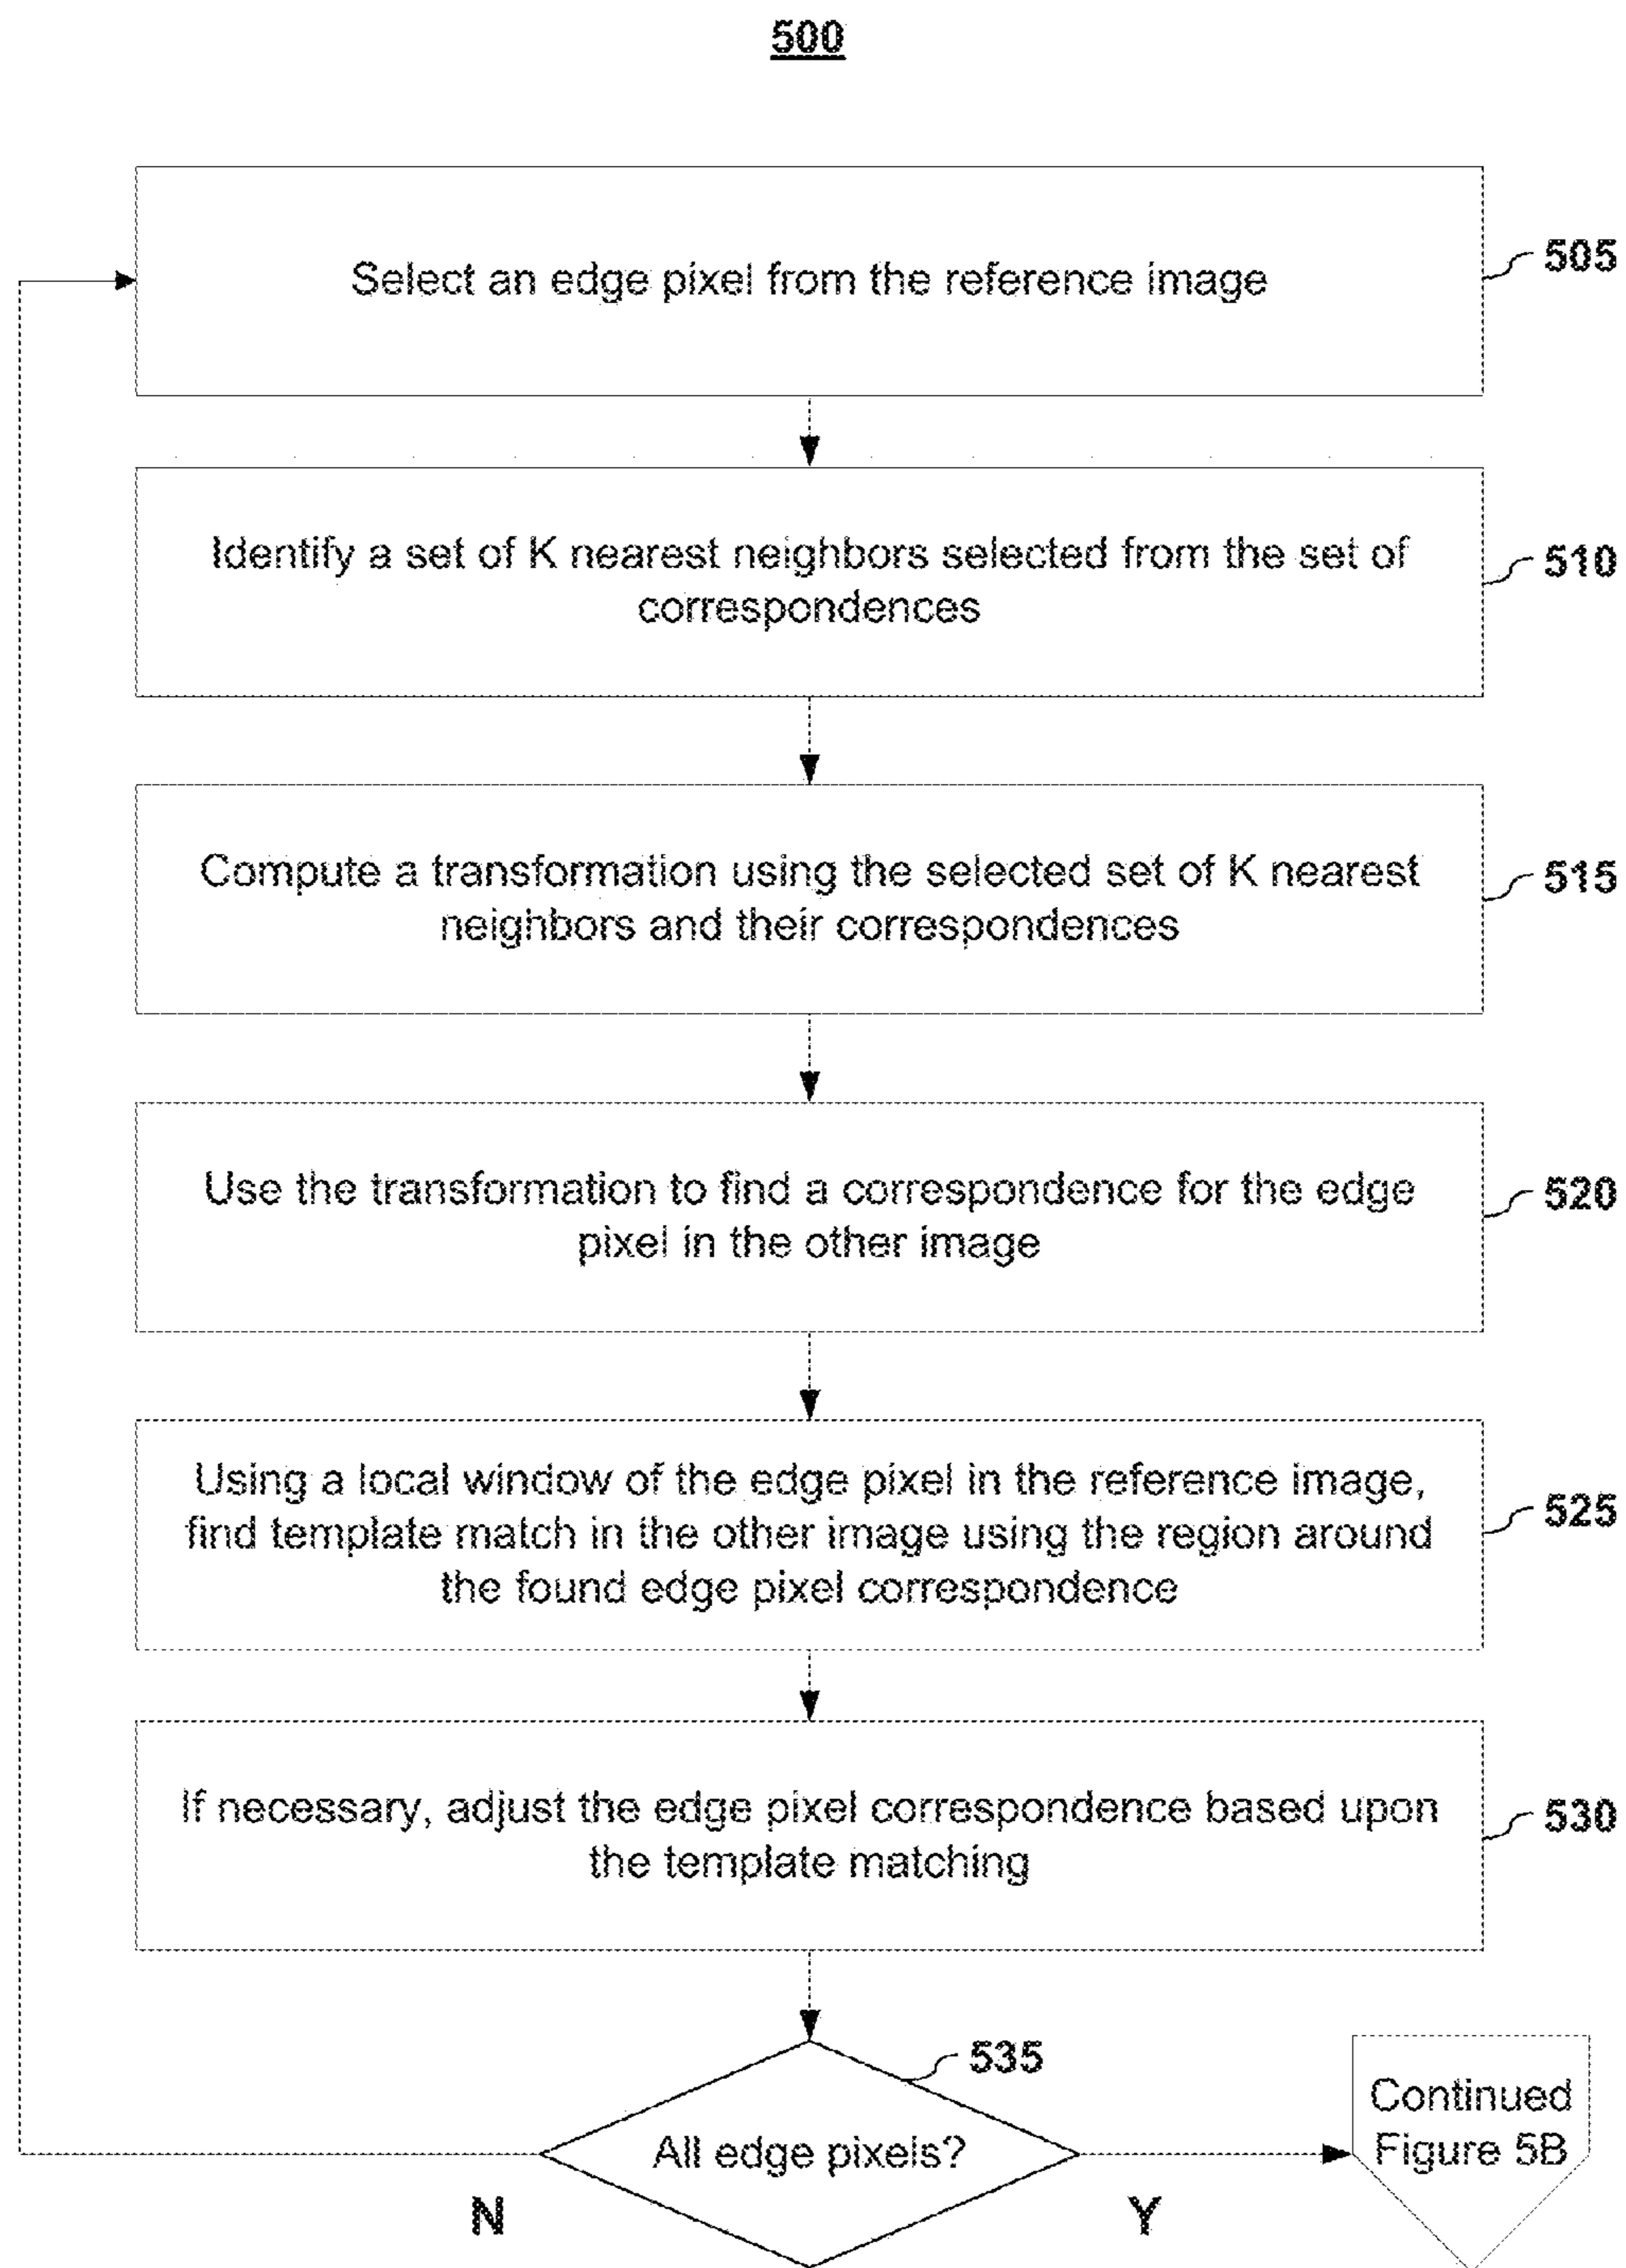 500
Select an edge pixel from the reference image
505
Identify a set of K nearest neighbors selected from the set of
correspondences
510
Compute a transformation using the selected set of K nearest
neighbors and their correspondences
515
Use the transformation to find a correspondence for the edge
pixel in the other image
520
Using a local window of the edge pixel in the reference image,
find template match in the other image using the region around
the found edge pixel correspondence
525
If necessary, adjust the edge pixel correspondence based upon
the template matching
530
535
All edge pixels?
N
Y
Continued
Figure 5B